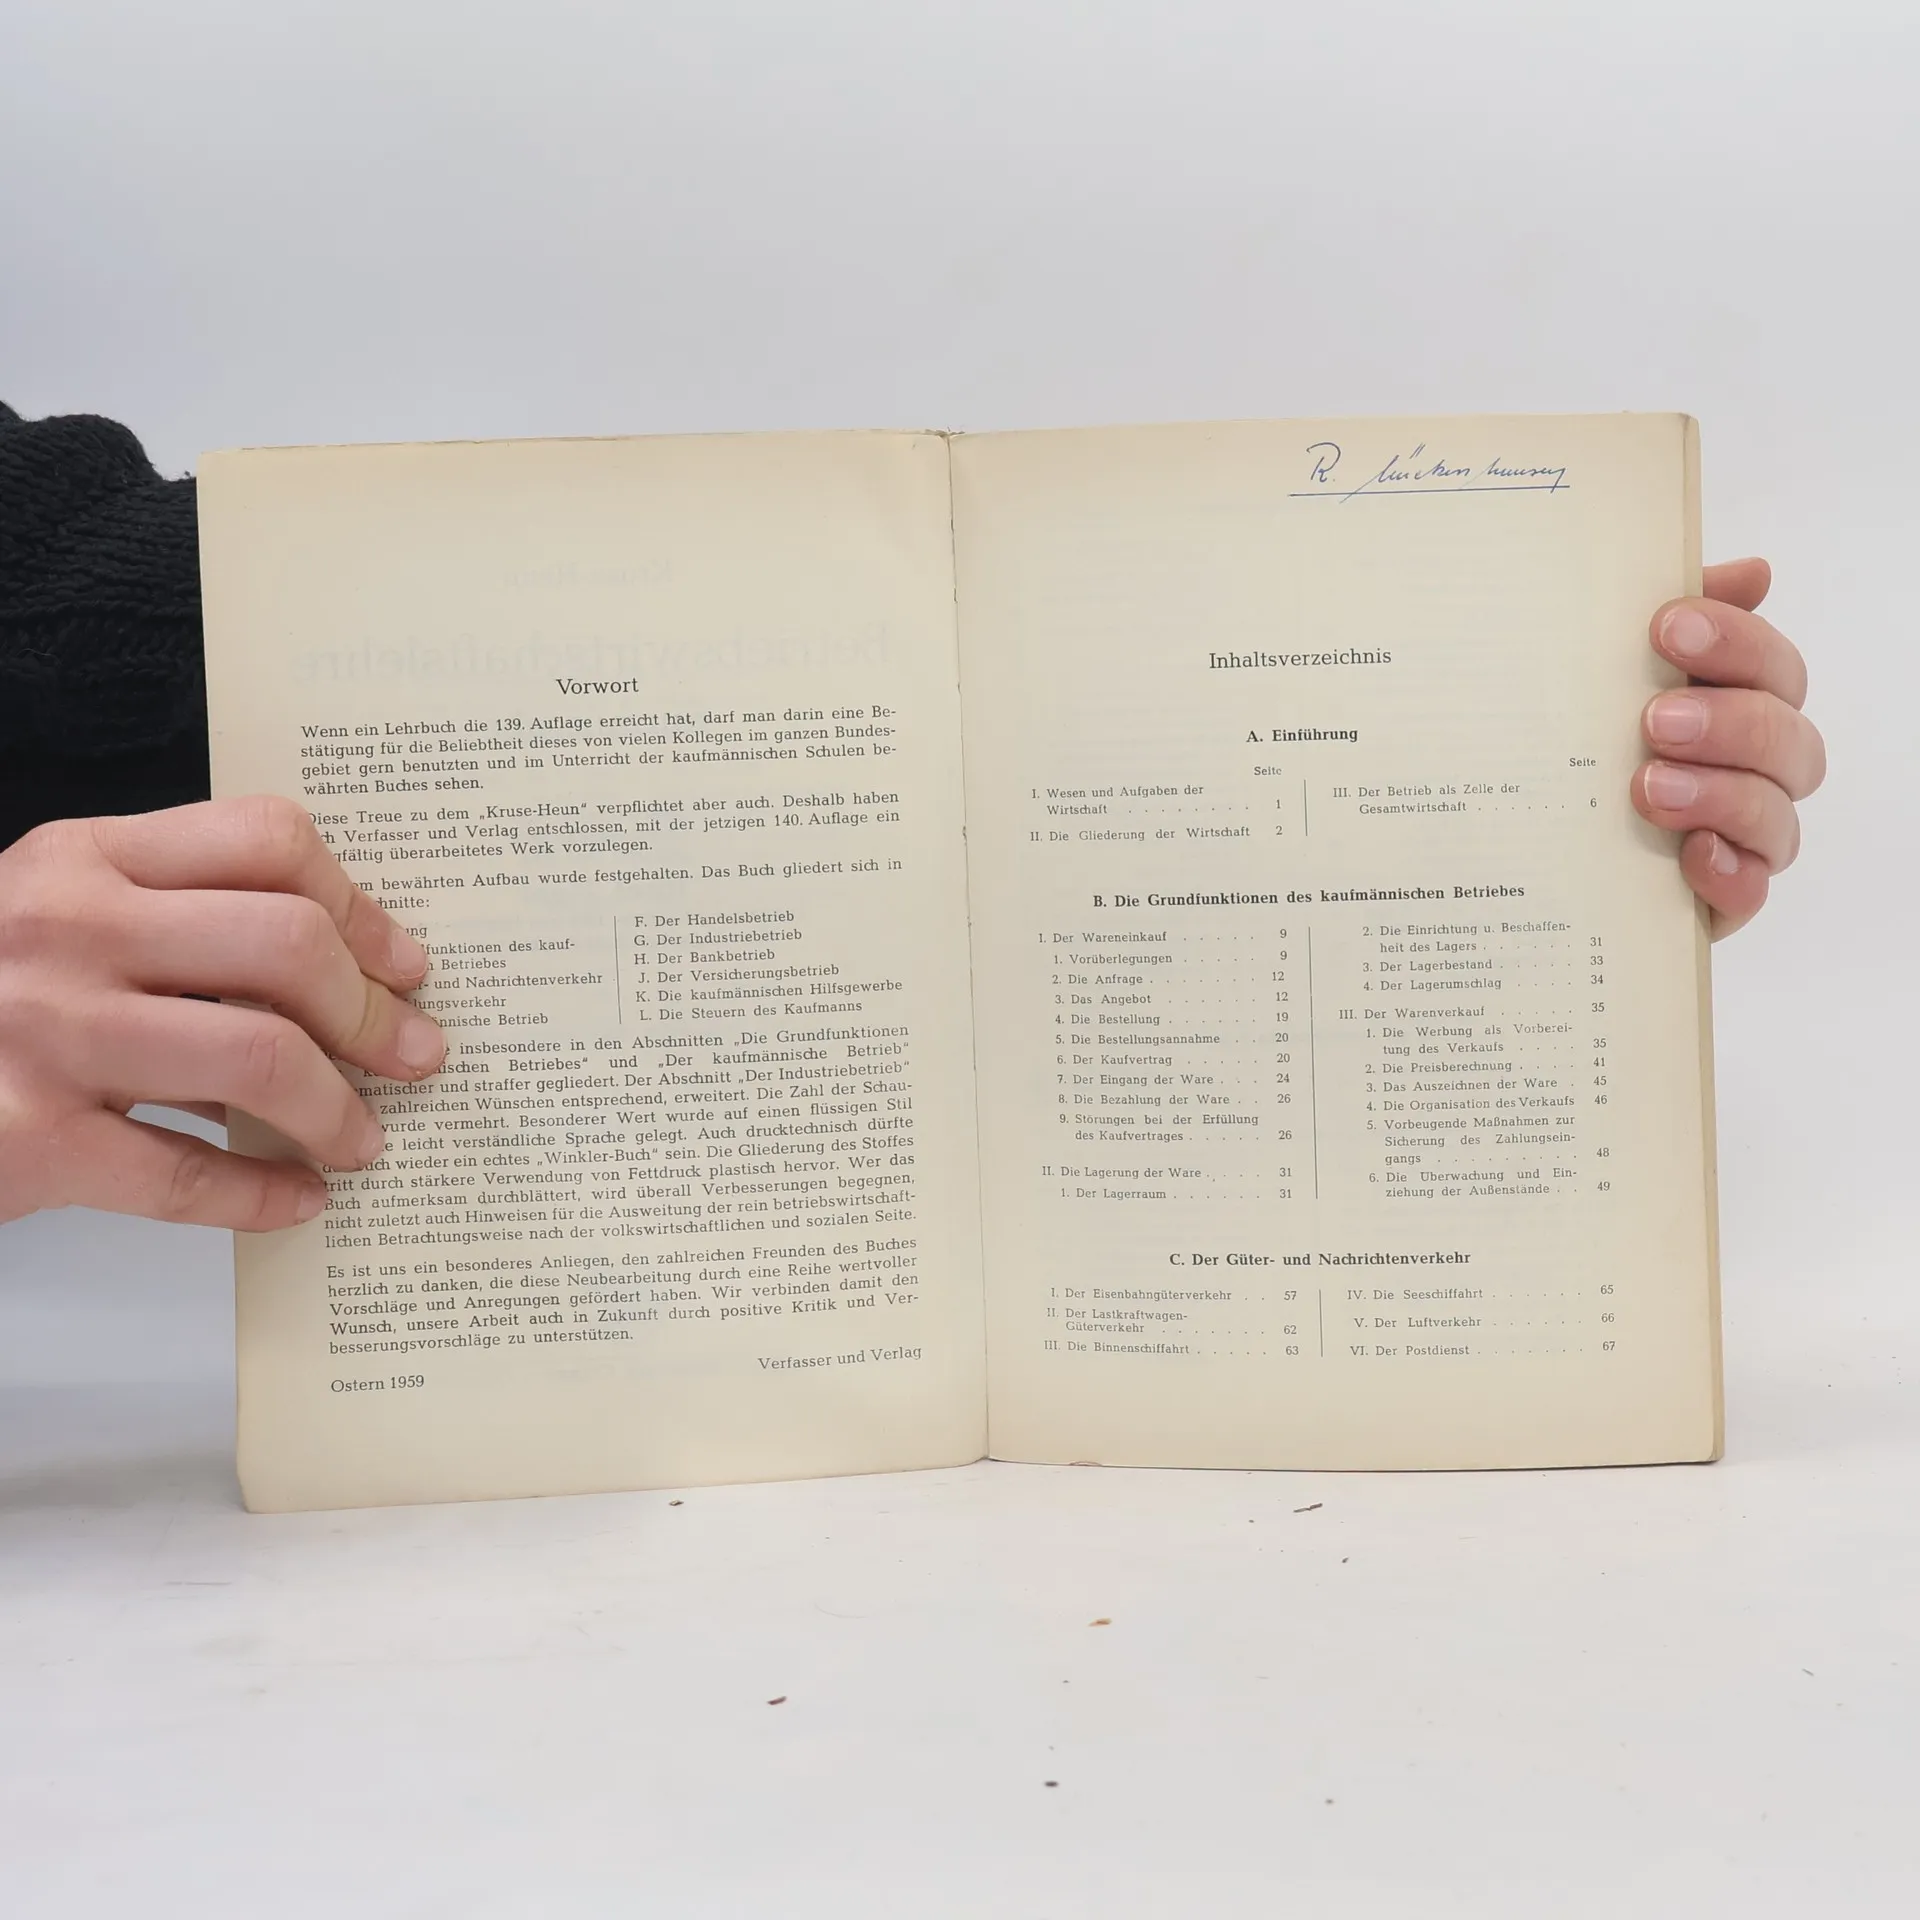 Vorwort
Wenn ein Lehrbuch die 139. Auflage erreicht hat, darf man darin eine Be-
stätigung für die Beliebtheit dieses von vielen Kollegen im ganzen Bundes-
gebiet gern benutzten und im Unterricht der kaufmännischen Schulen be-
währten Buches sehen.
Diese Treue zu dem „Kruse-Heun“ verpflichtet aber auch. Deshalb haben
Verfasser und Verlag entschlossen, mit der jetzigen 140. Auflage ein
gfältig überarbeitetes Werk vorzulegen.
em bewährten Aufbau wurde festgehalten. Das Buch gliedert sich in
hnitte:
ung
dfunktionen des kauf-
n Betriebes
r- und Nachrichtenverkehr
lungsverkehr
ännische Betrieb
F. Der Handelsbetrieb
G. Der Industriebetrieb
H. Der Bankbetrieb
J. Der Versicherungsbetrieb
K. Die kaufmännischen Hilfsgewerbe
L. Die Steuern des Kaufmanns
insbesondere in den Abschnitten „Die Grundfunktionen
ischen Betriebes“ und „Der kaufmännische Betrieb“
matischer und straffer gegliedert. Der Abschnitt „Der Industriebetrieb“
zahlreichen Wünschen entsprechend, erweitert. Die Zahl der Schau-
wurde vermehrt. Besonderer Wert wurde auf einen flüssigen Stil
e leicht verständliche Sprache gelegt. Auch drucktechnisch dürfte
wieder ein echtes „Winkler-Buch“ sein. Die Gliederung des Stoffes
tritt durch stärkere Verwendung von Fettdruck plastisch hervor. Wer das
Buch aufmerksam durchblättert, wird überall Verbesserungen begegnen,
nicht zuletzt auch Hinweisen für die Ausweitung der rein betriebswirtschaft-
lichen Betrachtungsweise nach der volkswirtschaftlichen und sozialen Seite.
Es ist uns ein besonderes Anliegen, den zahlreichen Freunden des Buches
herzlich zu danken, die diese Neubearbeitung durch eine Reihe wertvoller
Vorschläge und Anregungen gefördert haben. Wir verbinden damit den
Wunsch, unsere Arbeit auch in Zukunft durch positive Kritik und Ver-
besserungsvorschläge zu unterstützen.
Verfasser und Verlag
Ostern 1959
R.
Inhaltsverzeichnis
A. Einführung
Seite
I. Wesen und Aufgaben der
Wirtschaft . . . . . . . . 1
II. Die Gliederung der Wirtschaft 2
Seite
III. Der Betrieb als Zelle der
Gesamtwirtschaft . . . . . . 6
B. Die Grundfunktionen des kaufmännischen Betriebes
I. Der Wareneinkauf . . . . . 9
1. Vorüberlegungen . . . . . 9
2. Die Anfrage . . . . . . 12
3. Das Angebot . . . . . . 12
4. Die Bestellung . . . . . . 19
5. Die Bestellungsannahme . . 20
6. Der Kaufvertrag . . . . . 20
7. Der Eingang der Ware . . . 24
8. Die Bezahlung der Ware . . 26
9. Störungen bei der Erfüllung
des Kaufvertrages . . . . . 26
II. Die Lagerung der Ware . . . . 31
1. Der Lagerraum . . . . . . 31
2. Die Einrichtung u. Beschaffen-
heit des Lagers . . . . . . 31
3. Der Lagerbestand . . . . . 33
4. Der Lagerumschlag . . . . 34
III. Der Warenverkauf . . . . . 35
1. Die Werbung als Vorberei-
tung des Verkaufs . . . . 35
2. Die Preisberechnung . . . . 41
3. Das Auszeichnen der Ware . 45
4. Die Organisation des Verkaufs 46
5. Vorbeugende Maßnahmen zur
Sicherung des Zahlungsein-
gangs . . . . . . . . . 48
6. Die Überwachung und Ein-
ziehung der Außenstände . . 49
C. Der Güter- und Nachrichtenverkehr
I. Der Eisenbahngüterverkehr . . 57
II. Der Lastkraftwagen-
Güterverkehr . . . . . . . 62
III. Die Binnenschiffahrt . . . . . 63
IV. Die Seeschiffahrt . . . . . . 65
V. Der Luftverkehr . . . . . . 66
VI. Der Postdienst . . . . . . . 67